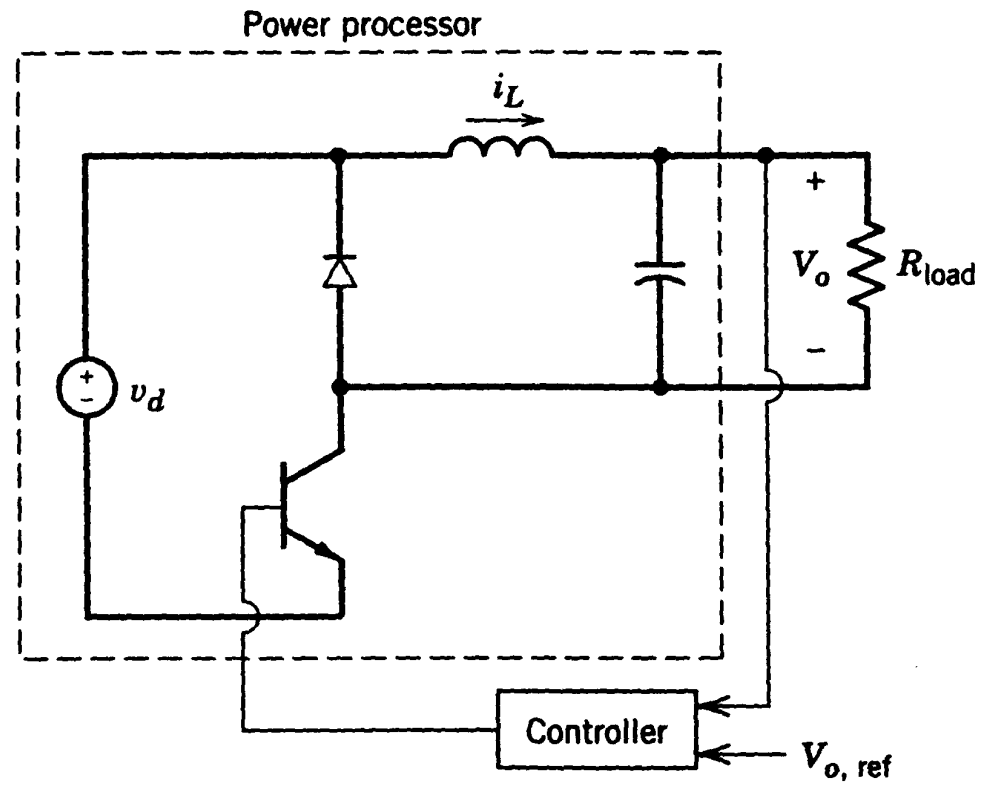 Power processor
i_L
+
V_o
−
R_load
+
−
v_d
Controller
V_o, ref